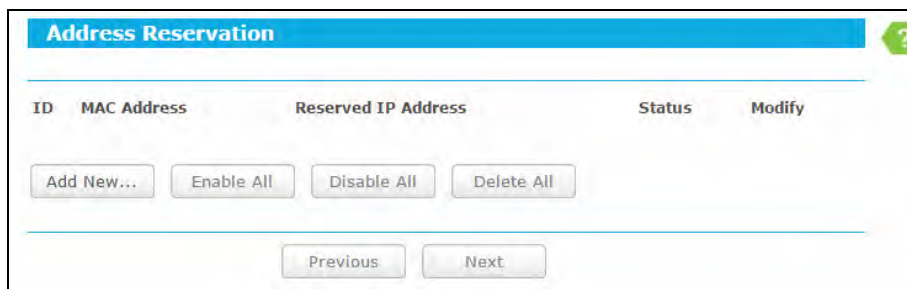 Address Reservation
?
ID MAC Address Reserved IP Address Status Modify
Add New... Enable All Disable All Delete All
Previous Next